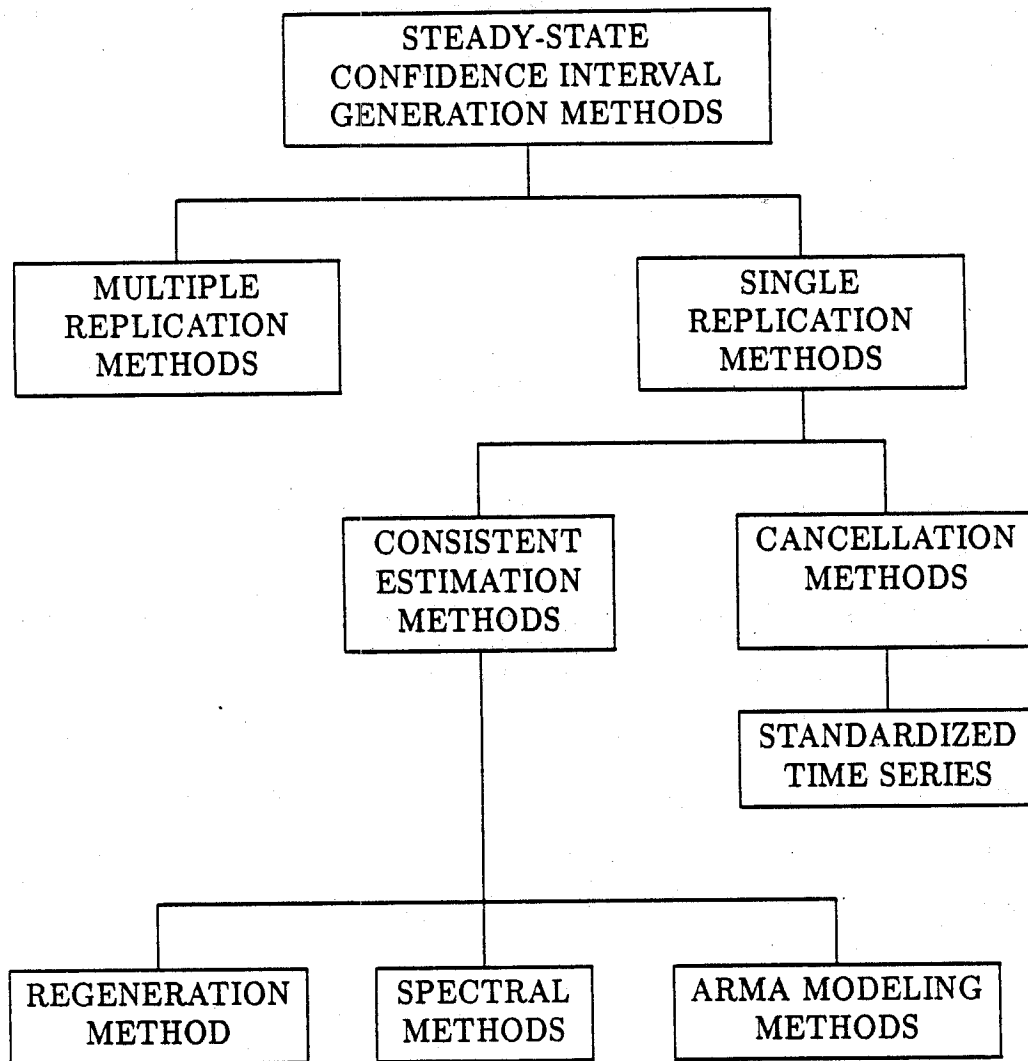 STEADY-STATE
CONFIDENCE INTERVAL
GENERATION METHODS
MULTIPLE
REPLICATION
METHODS
SINGLE
REPLICATION
METHODS
CONSISTENT
ESTIMATION
METHODS
CANCELLATION
METHODS
STANDARDIZED
TIME SERIES
REGENERATION
METHOD
SPECTRAL
METHODS
ARMA MODELING
METHODS